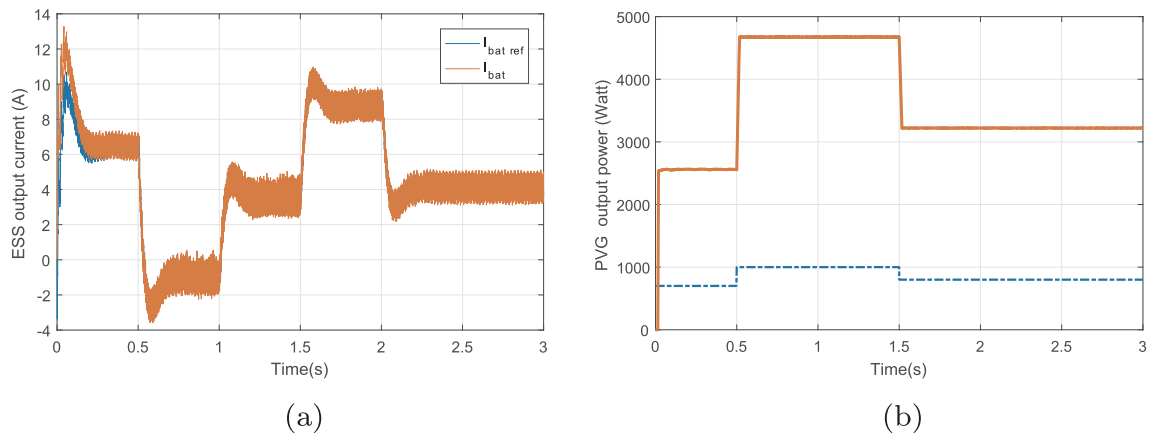 14
12
10
8
6
4
2
0
-2
-4
ESS output current (A)
I bat ref
I bat
0 0.5 1 1.5 2 2.5 3
Time(s)
(a)
5000
4000
3000
2000
1000
0
PVG output power (Watt)
0 0.5 1 1.5 2 2.5 3
Time(s)
(b)